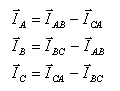 I⃗_A = I⃗_AB − I⃗_CA
I⃗_B = I⃗_BC − I⃗_AB
I⃗_C = I⃗_CA − I⃗_BC